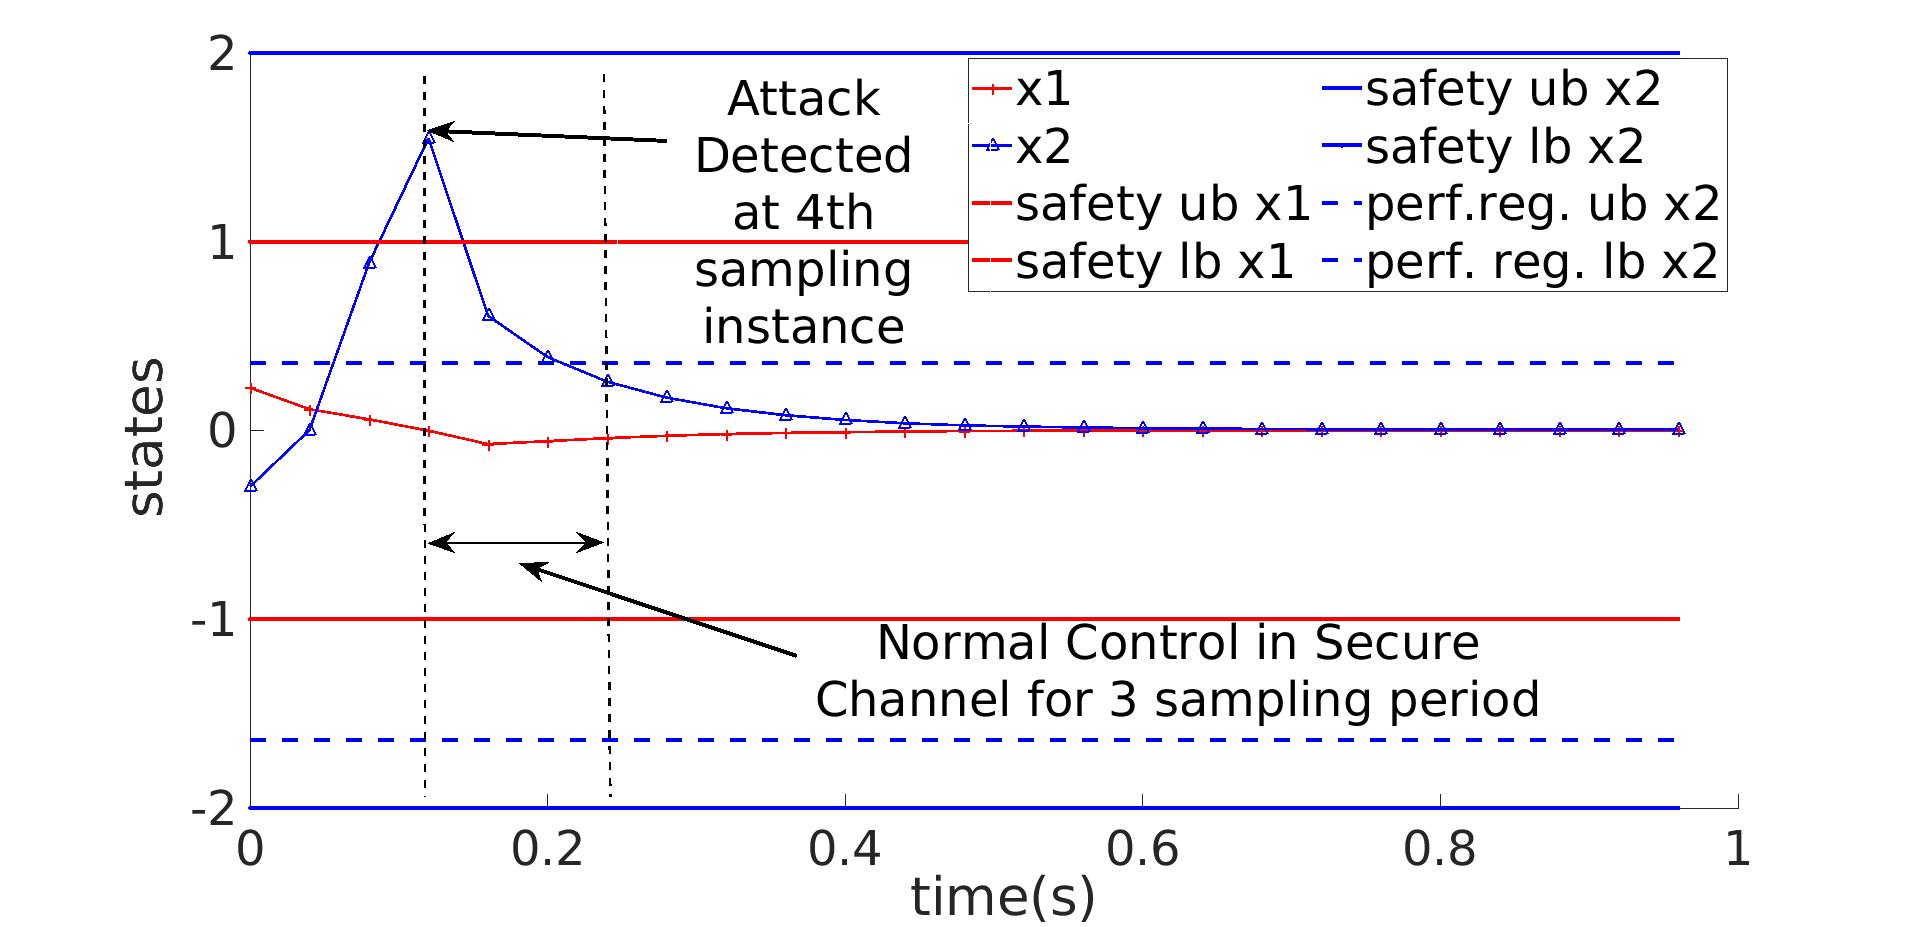 2
1
0
-1
-2
states
0
0.2
0.4
0.6
0.8
1
time(s)
Attack
Detected
at 4th
sampling
instance
x1
x2
safety ub x1
safety lb x1
safety ub x2
safety lb x2
perf.reg. ub x2
perf. reg. lb x2
Normal Control in Secure
Channel for 3 sampling period